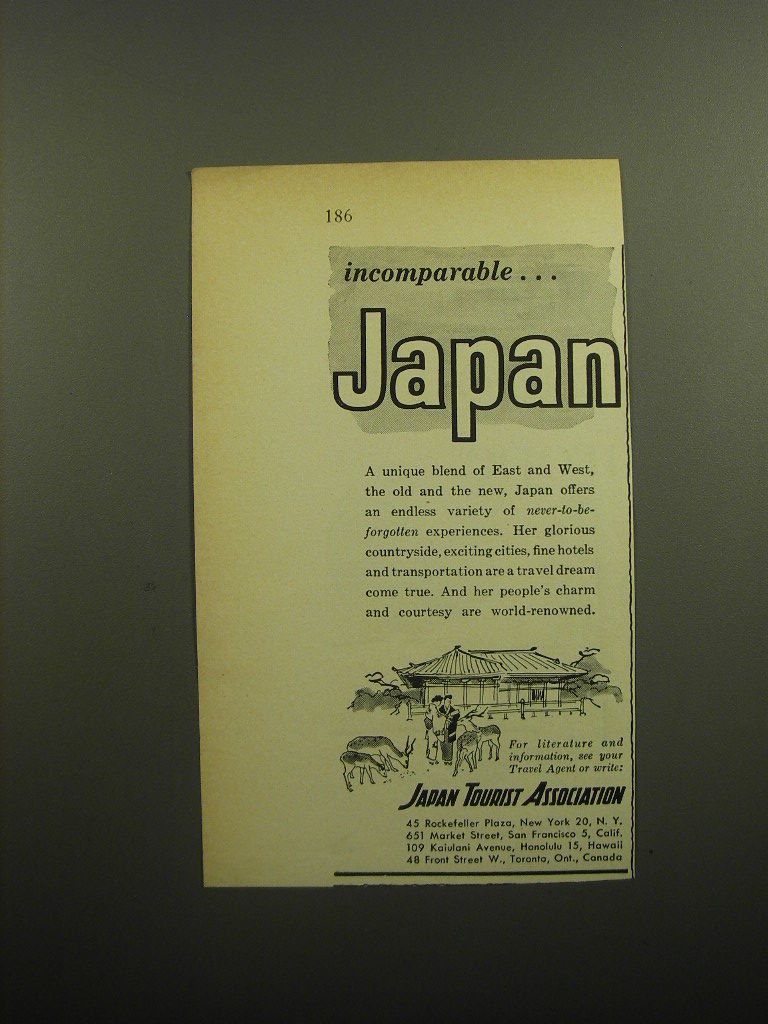 186
incomparable...
Japan
A unique blend of East and West,
the old and the new, Japan offers
an endless variety of never-to-be-
forgotten experiences. Her glorious
countryside, exciting cities, fine hotels
and transportation are a travel dream
come true. And her people's charm
and courtesy are world-renowned.
For literature and
information, see your
Travel Agent or write:
JAPAN TOURIST ASSOCIATION
45 Rockefeller Plaza, New York 20, N. Y.
651 Market Street, San Francisco 5, Calif.
109 Kaiulani Avenue, Honolulu 15, Hawaii
48 Front Street W., Toronto, Ont., Canada